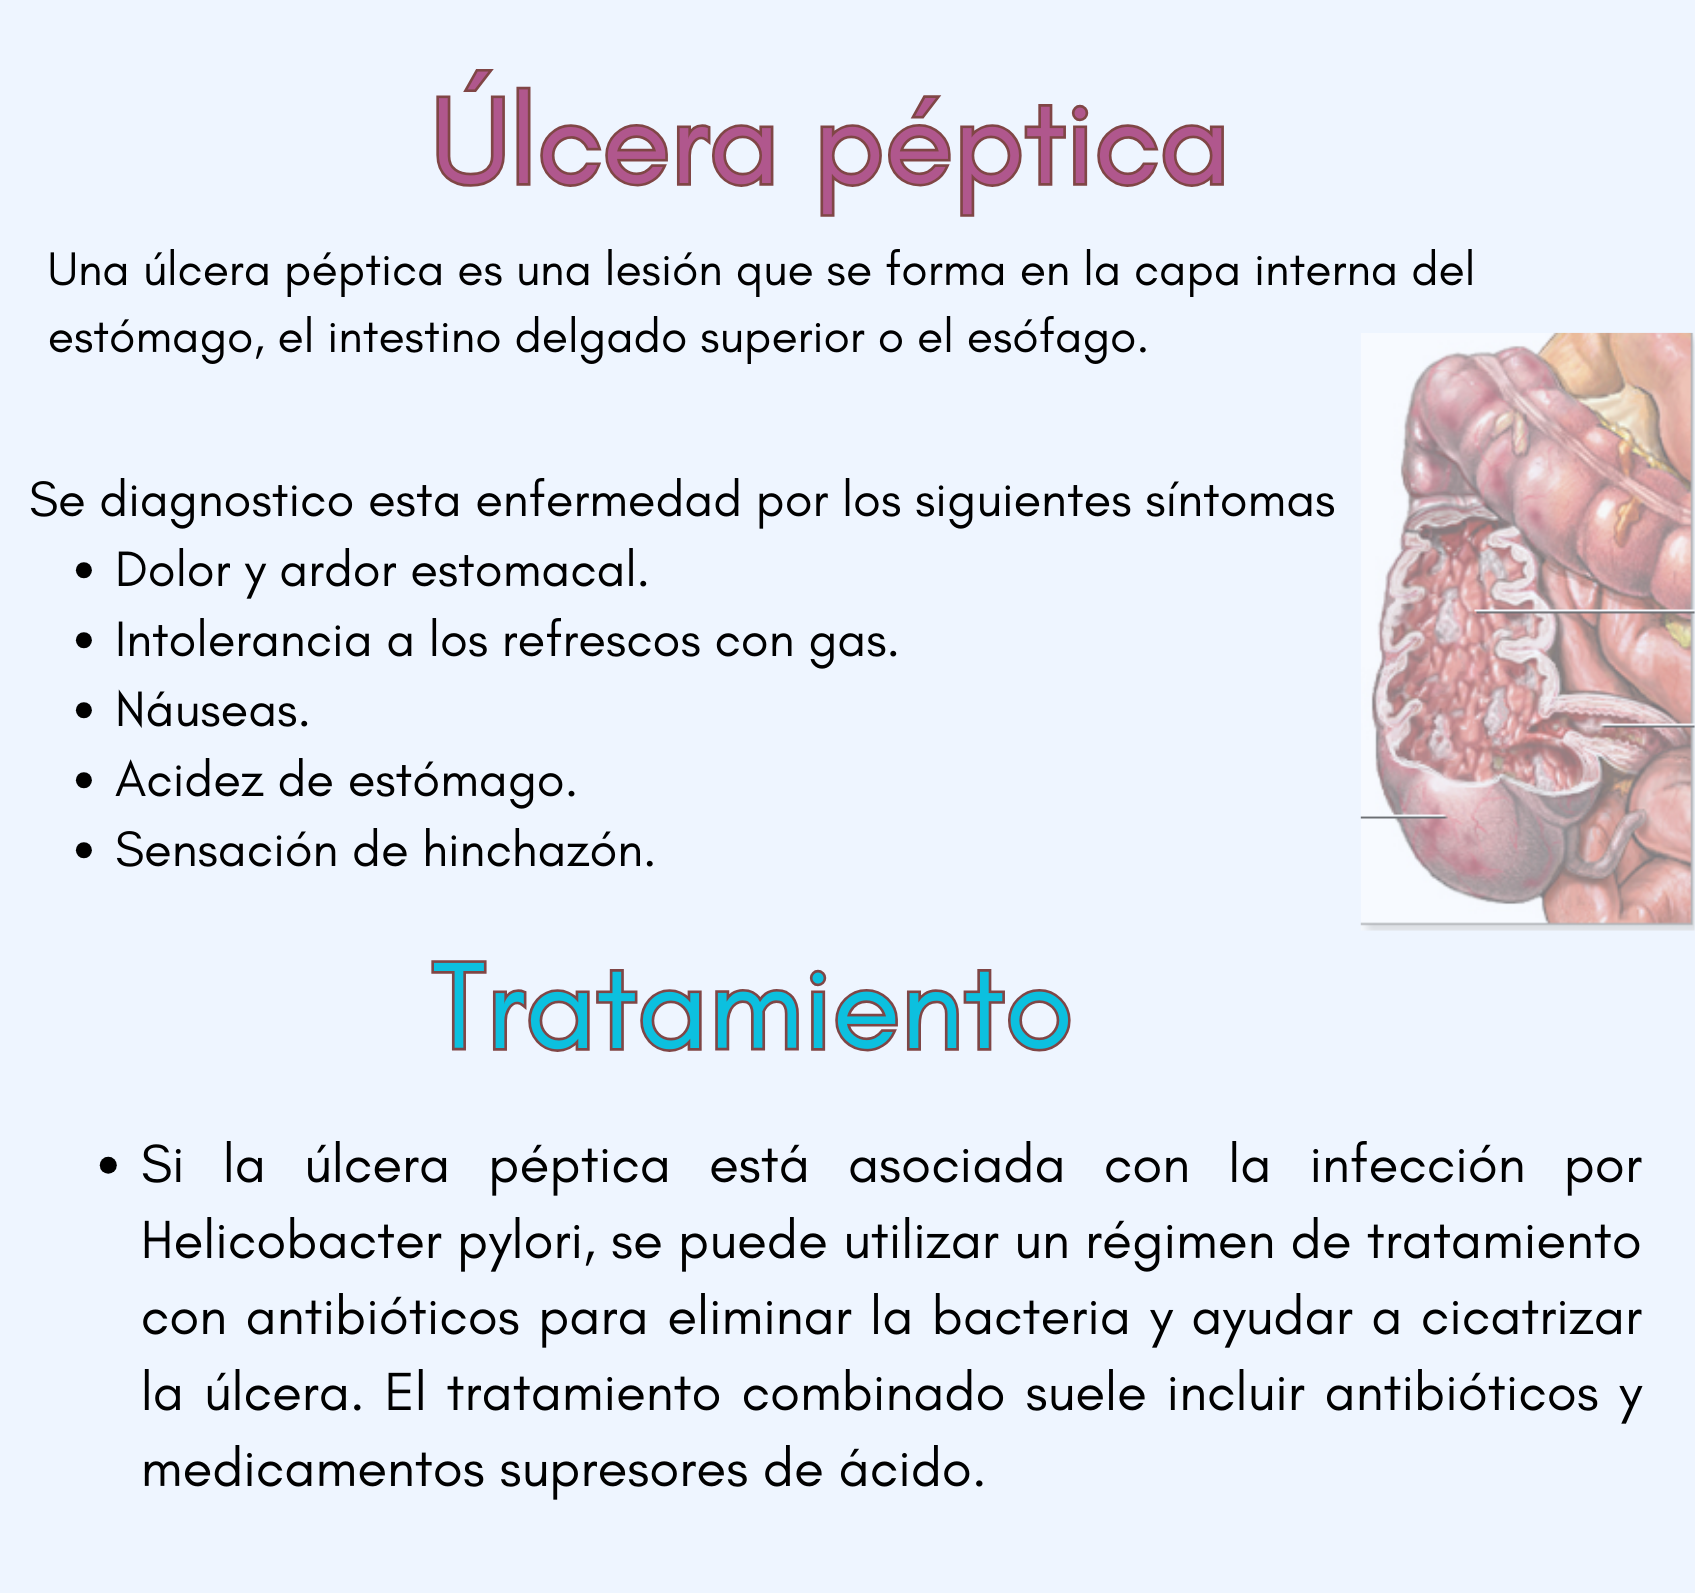 Úlcera péptica
Una úlcera péptica es una lesión que se forma en la capa interna del
estómago, el intestino delgado superior o el esófago.
Se diagnostico esta enfermedad por los siguientes síntomas
• Dolor y ardor estomacal.
• Intolerancia a los refrescos con gas.
• Náuseas.
• Acidez de estómago.
• Sensación de hinchazón.
Tratamiento
• Si la úlcera péptica está asociada con la infección por
Helicobacter pylori, se puede utilizar un régimen de tratamiento
con antibióticos para eliminar la bacteria y ayudar a cicatrizar
la úlcera. El tratamiento combinado suele incluir antibióticos y
medicamentos supresores de ácido.